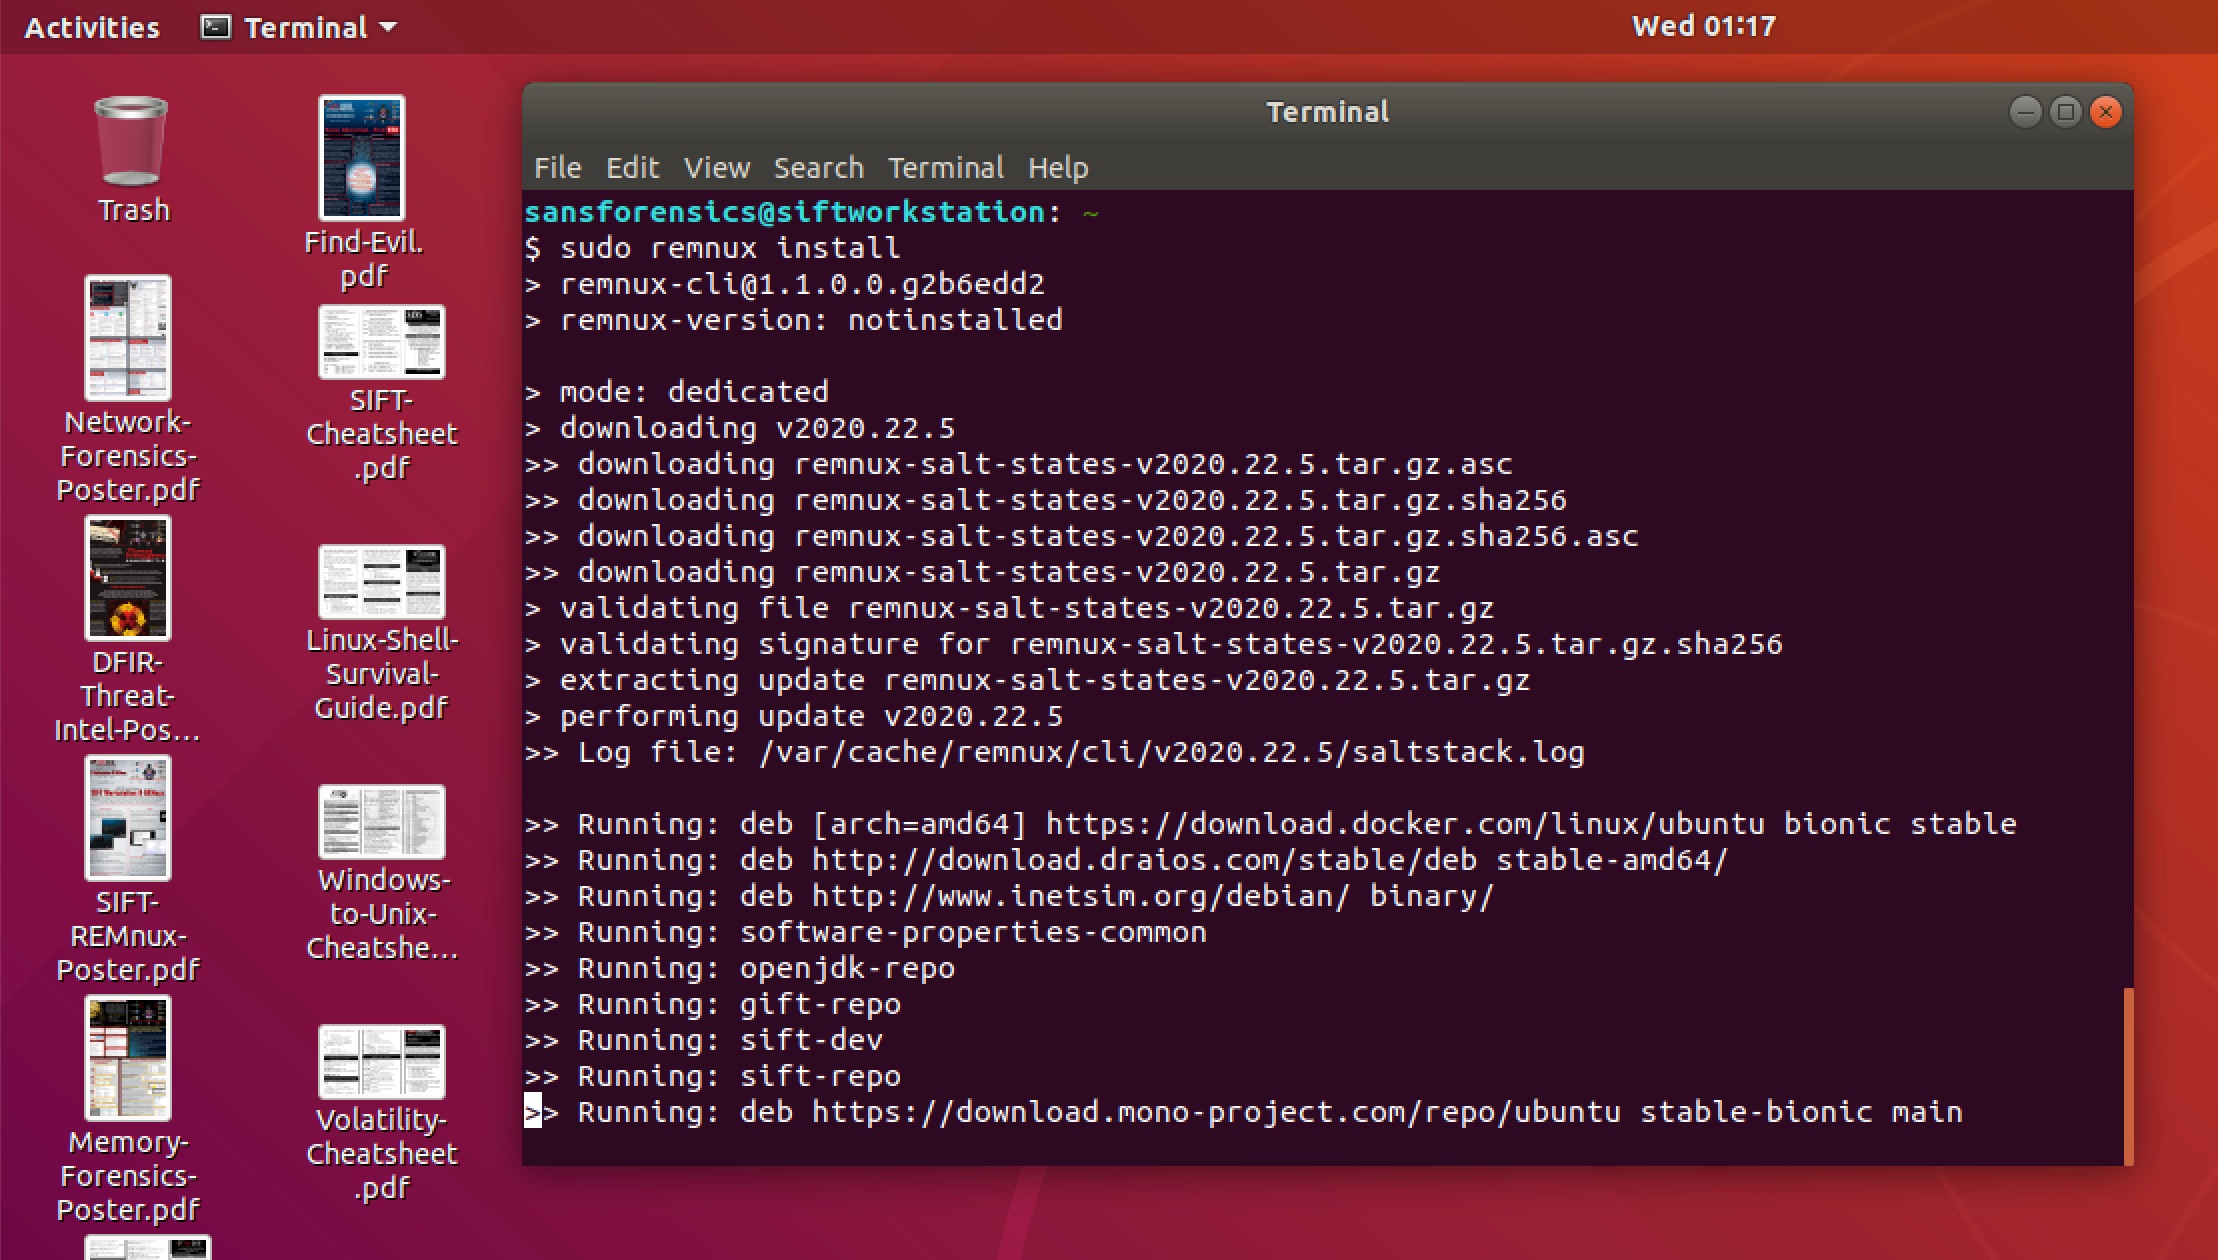 Activities
Terminal
Wed 01:17
Trash
Find-Evil.
pdf
Network-
Forensics-
Poster.pdf
SIFT-
Cheatsheet
.pdf
DFIR-
Threat-
Intel-Pos...
Linux-Shell-
Survival-
Guide.pdf
SIFT-
REMnux-
Poster.pdf
Windows-
to-Unix-
Cheatshe...
Memory-
Forensics-
Poster.pdf
Volatility-
Cheatsheet
.pdf
Terminal
File Edit View Search Terminal Help
sansforensics@siftworkstation: ~
$ sudo remnux install
> remnux-cli@1.1.0.0.g2b6edd2
> remnux-version: notinstalled
> mode: dedicated
> downloading v2020.22.5
>> downloading remnux-salt-states-v2020.22.5.tar.gz.asc
>> downloading remnux-salt-states-v2020.22.5.tar.gz.sha256
>> downloading remnux-salt-states-v2020.22.5.tar.gz.sha256.asc
>> downloading remnux-salt-states-v2020.22.5.tar.gz
> validating file remnux-salt-states-v2020.22.5.tar.gz
> validating signature for remnux-salt-states-v2020.22.5.tar.gz.sha256
> extracting update remnux-salt-states-v2020.22.5.tar.gz
> performing update v2020.22.5
>> Log file: /var/cache/remnux/cli/v2020.22.5/saltstack.log
>> Running: deb [arch=amd64] https://download.docker.com/linux/ubuntu bionic stable
>> Running: deb http://download.draios.com/stable/deb stable-amd64/
>> Running: deb http://www.inetsim.org/debian/ binary/
>> Running: software-properties-common
>> Running: openjdk-repo
>> Running: gift-repo
>> Running: sift-dev
>> Running: sift-repo
>> Running: deb https://download.mono-project.com/repo/ubuntu stable-bionic main